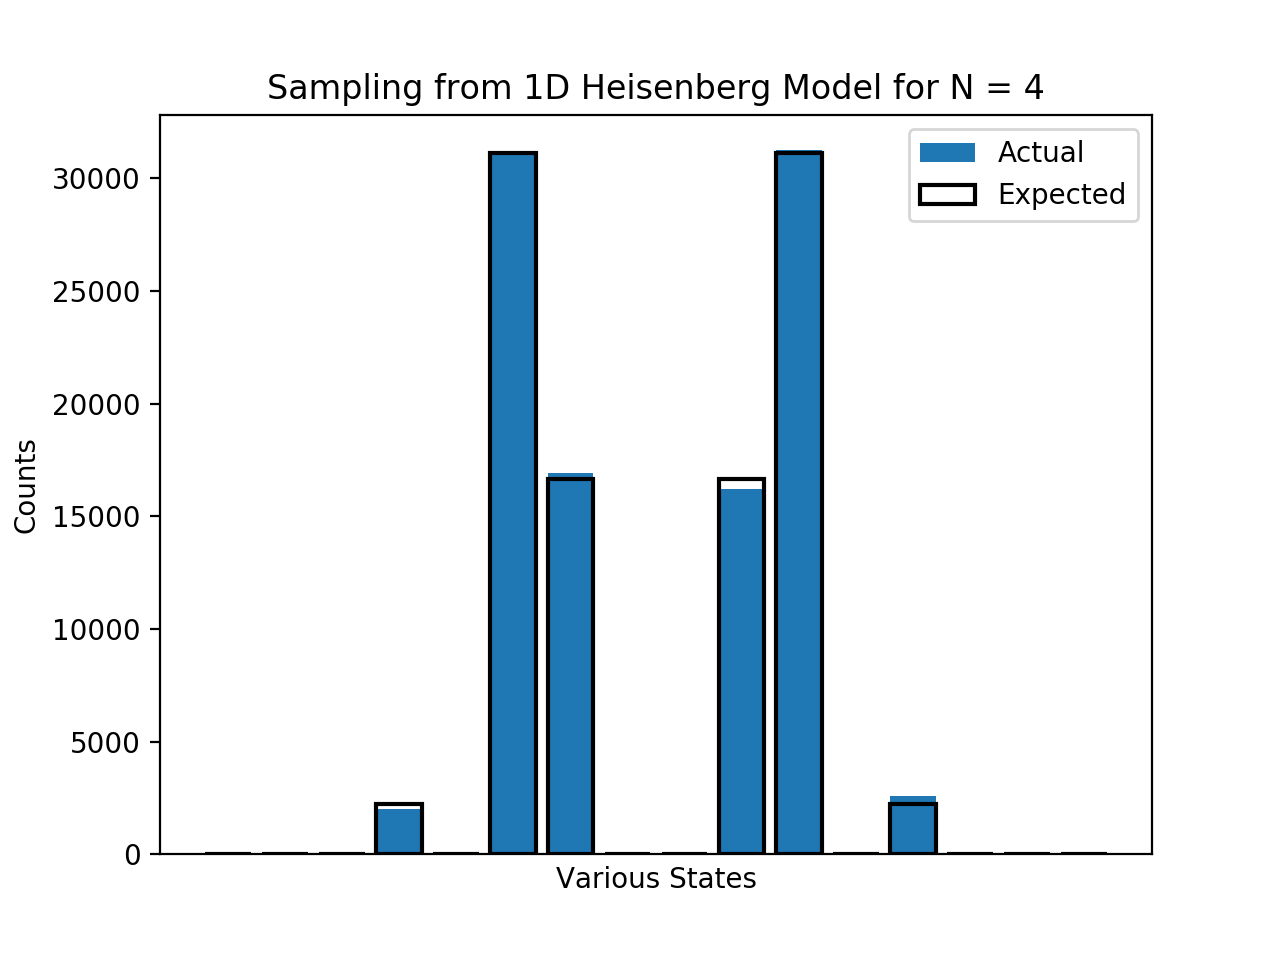 Sampling from 1D Heisenberg Model for N = 4
Actual
Expected
30000
25000
20000
15000
10000
5000
0
Counts
Various States